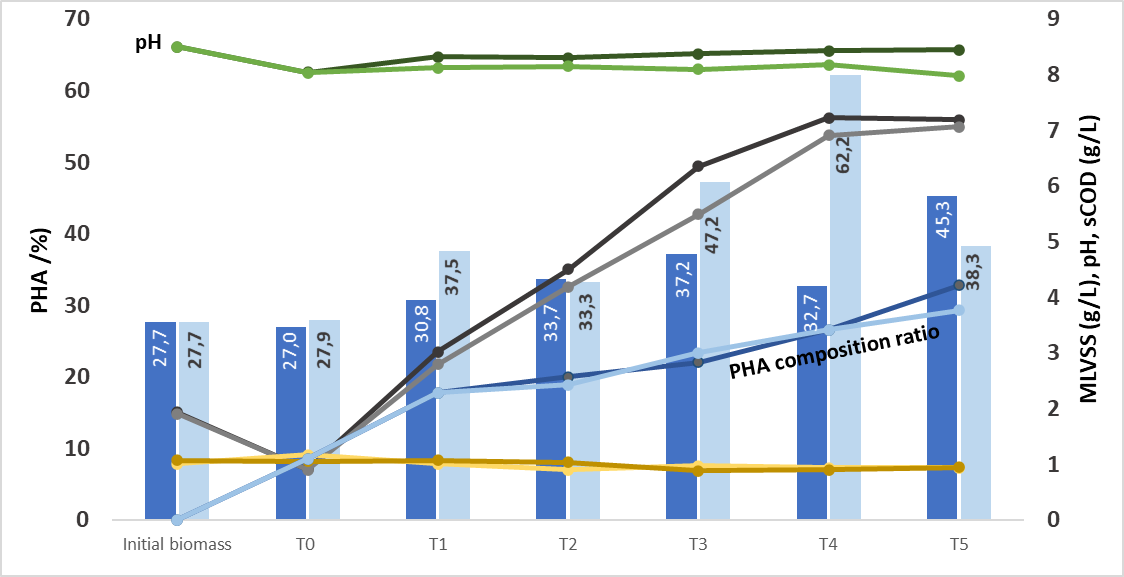 70
60
50
40
30
20
10
0
PHA /%)
9
8
7
6
5
4
3
2
1
0
MLVSS (g/L), pH, sCOD (g/L)
pH
PHA composition ratio
27,7
27,7
27,0
27,9
30,8
37,5
33,7
33,3
37,2
47,2
32,7
62,2
45,3
38,3
Initial biomass
T0
T1
T2
T3
T4
T5